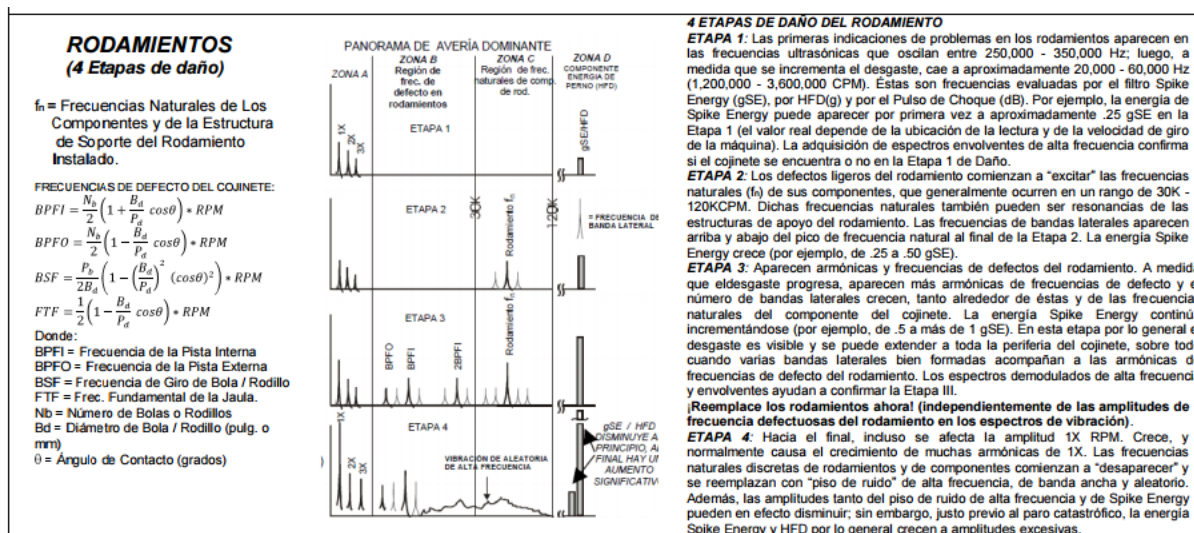 RODAMIENTOS
(4 Etapas de daño)
fn = Frecuencias Naturales de Los
Componentes y de la Estructura
de Soporte del Rodamiento
Instalado.
FRECUENCIAS DE DEFECTO DEL COJINETE:
BPFI = N_b/2 (1 + B_d/P_d cosθ) * RPM
BPFO = N_b/2 (1 − B_d/P_d cosθ) * RPM
BSF = P_b/2B_d (1 − (B_d/P_d)² (cosθ)²) * RPM
FTF = 1/2 (1 − B_d/P_d cosθ) * RPM
Donde:
BPFI = Frecuencia de la Pista Interna
BPFO = Frecuencia de la Pista Externa
BSF = Frecuencia de Giro de Bola / Rodillo
FTF = Frec. Fundamental de la Jaula.
Nb = Número de Bolas o Rodillos
Bd = Diámetro de Bola / Rodillo (pulg. o
mm)
θ = Ángulo de Contacto (grados)
PANORAMA DE AVERÍA DOMINANTE
ZONA A
ZONA B
Región de
frec. de
defecto en
rodamientos
ZONA C
Región de frec.
naturales de comp.
de rod.
ZONA D
COMPONENTE
ENERGIA DE
PERNO (HFD)
ETAPA 1
1X
2X
3X
gSE/HFD
ETAPA 2
30K
Rodamiento fn
120K
= FRECUENCIA DE
BANDA LATERAL
ETAPA 3
BPFO
BPFI
2BPFI
Rodamiento fn
ETAPA 4
1X
2X
3X
VIBRACIÓN DE ALEATORIA
DE ALTA FRECUENCIA
gSE / HFD
DISMINUYE A
PRINCIPIO, A
FINAL HAY UN
AUMENTO
SIGNIFICATIV
4 ETAPAS DE DAÑO DEL RODAMIENTO
ETAPA 1: Las primeras indicaciones de problemas en los rodamientos aparecen en
las frecuencias ultrasónicas que oscilan entre 250,000 - 350,000 Hz; luego, a
medida que se incrementa el desgaste, cae a aproximadamente 20,000 - 60,000 Hz
(1,200,000 - 3,600,000 CPM). Éstas son frecuencias evaluadas por el filtro Spike
Energy (gSE), por HFD(g) y por el Pulso de Choque (dB). Por ejemplo, la energía de
Spike Energy puede aparecer por primera vez a aproximadamente .25 gSE en la
Etapa 1 (el valor real depende de la ubicación de la lectura y de la velocidad de giro
de la máquina). La adquisición de espectros envolventes de alta frecuencia confirma
si el cojinete se encuentra o no en la Etapa 1 de Daño.
ETAPA 2: Los defectos ligeros del rodamiento comienzan a “excitar” las frecuencias
naturales (fn) de sus componentes, que generalmente ocurren en un rango de 30K -
120KCPM. Dichas frecuencias naturales también pueden ser resonancias de las
estructuras de apoyo del rodamiento. Las frecuencias de bandas laterales aparecen
arriba y abajo del pico de frecuencia natural al final de la Etapa 2. La energía Spike
Energy crece (por ejemplo, de .25 a .50 gSE).
ETAPA 3: Aparecen armónicas y frecuencias de defectos del rodamiento. A medida
que eldesgaste progresa, aparecen más armónicas de frecuencias de defecto y e
número de bandas laterales crecen, tanto alrededor de éstas y de las frecuencia
naturales del componente del cojinete. La energía Spike Energy continú
incrementándose (por ejemplo, de .5 a más de 1 gSE). En esta etapa por lo general e
desgaste es visible y se puede extender a toda la periferia del cojinete, sobre tod
cuando varias bandas laterales bien formadas acompañan a las armónicas d
frecuencias de defecto del rodamiento. Los espectros demodulados de alta frecuenci
y envolventes ayudan a confirmar la Etapa III.
¡Reemplace los rodamientos ahora! (independientemente de las amplitudes de
frecuencia defectuosas del rodamiento en los espectros de vibración).
ETAPA 4: Hacia el final, incluso se afecta la amplitud 1X RPM. Crece, y
normalmente causa el crecimiento de muchas armónicas de 1X. Las frecuencias
naturales discretas de rodamientos y de componentes comienzan a “desaparecer” y
se reemplazan con “piso de ruido” de alta frecuencia, de banda ancha y aleatorio.
Además, las amplitudes tanto del piso de ruido de alta frecuencia y de Spike Energy
pueden en efecto disminuir; sin embargo, justo previo al paro catastrófico, la energía
Spike Energy y HFD por lo general crecen a amplitudes excesivas.